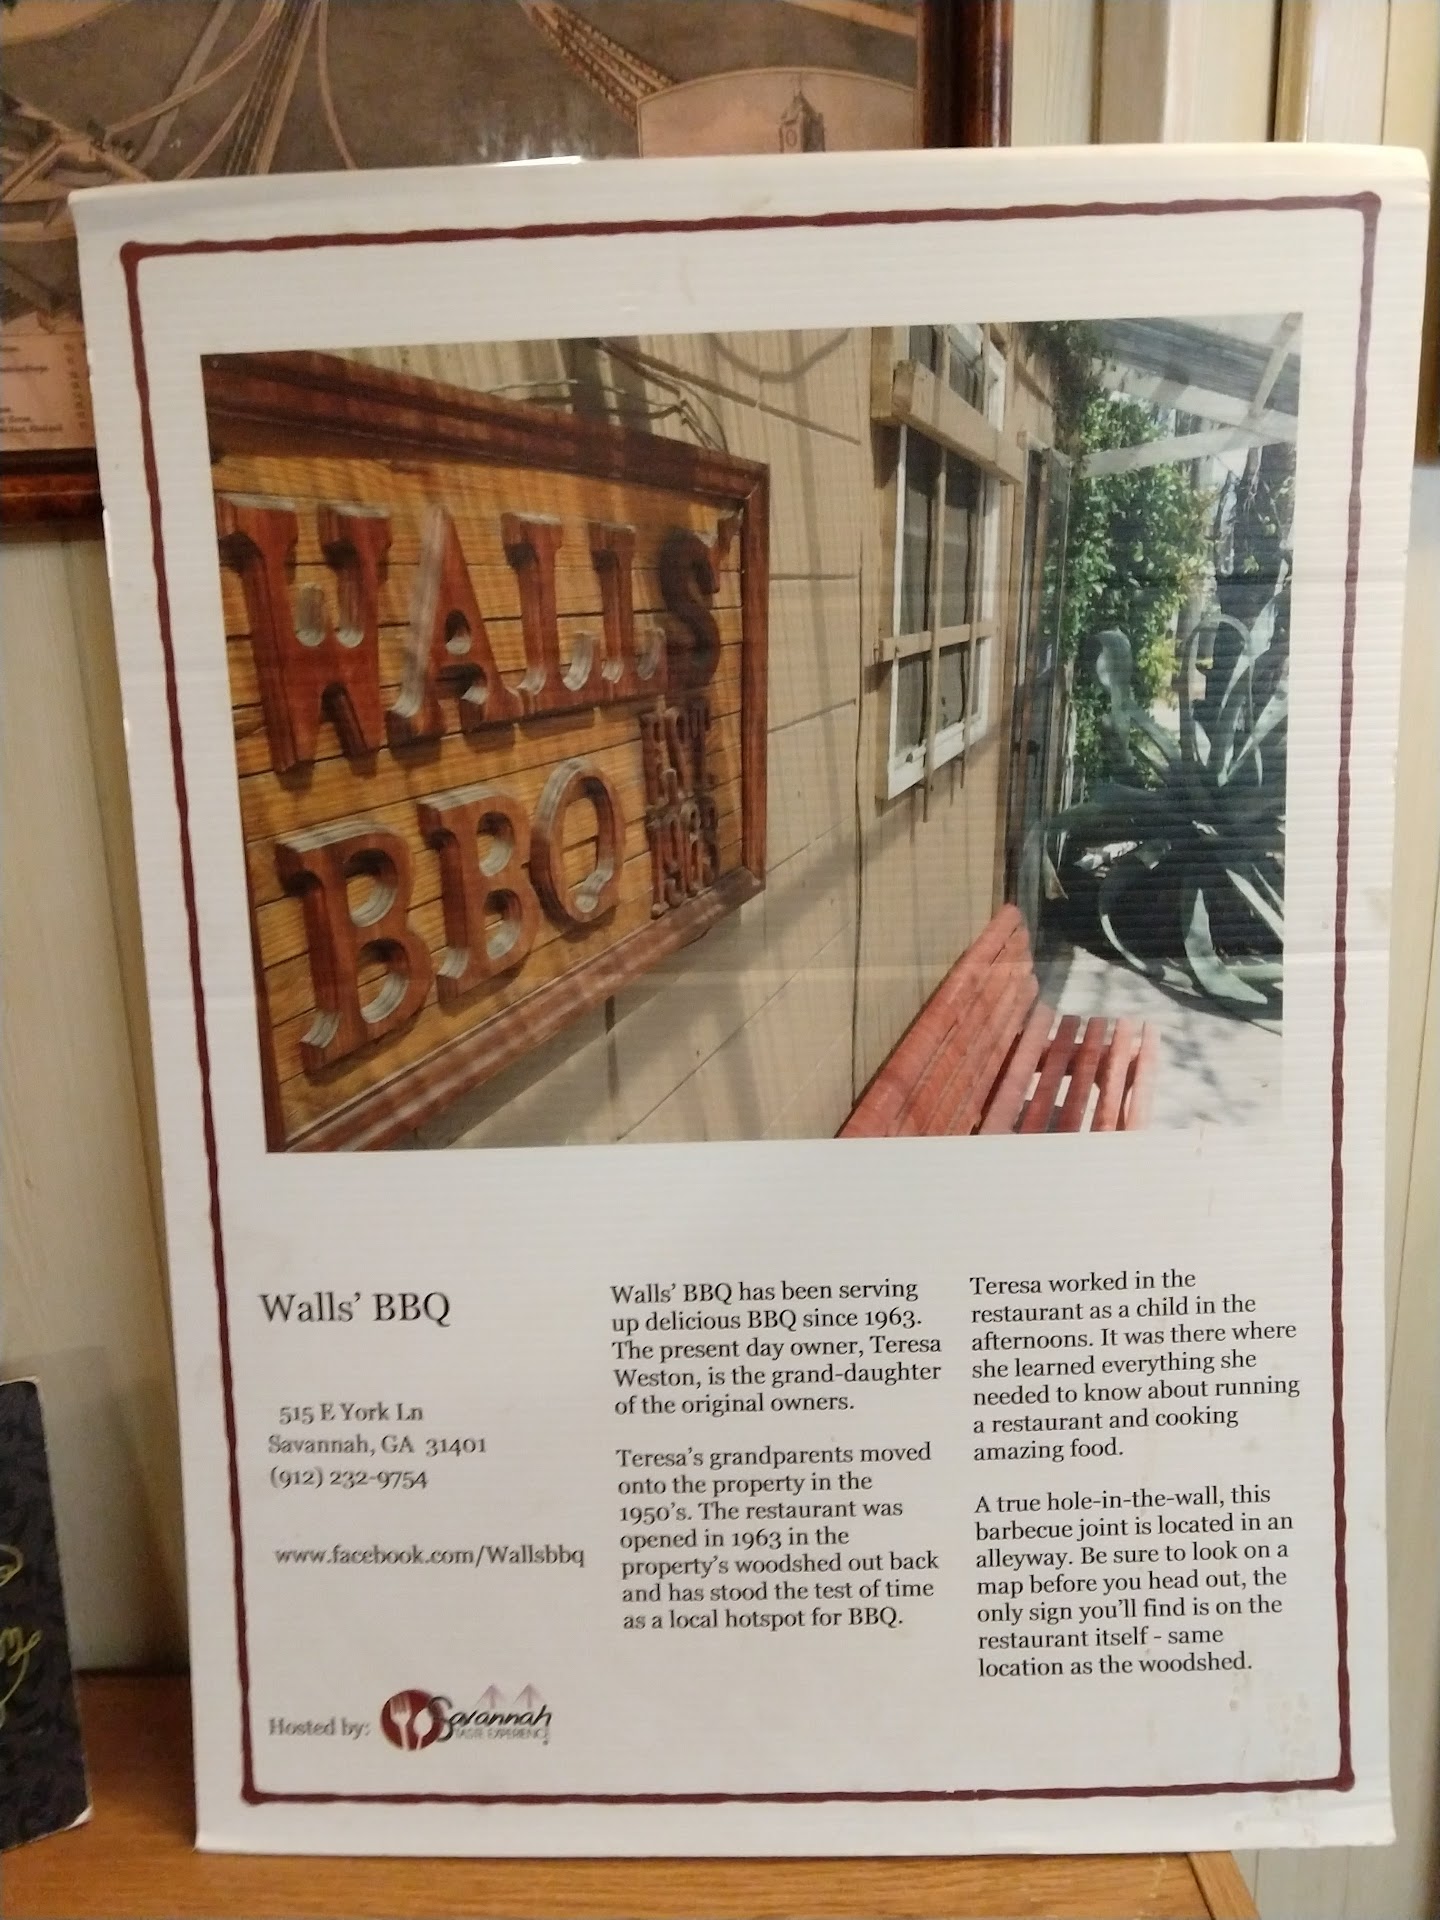 WALLS'
BBQ
EST
1963
Walls' BBQ
515 E York Ln
Savannah, GA 31401
(912) 232-9754
www.facebook.com/Wallsbbq
Hosted by:
Savannah
TASTE EXPERIENCE
Walls' BBQ has been serving
up delicious BBQ since 1963.
The present day owner, Teresa
Weston, is the grand-daughter
of the original owners.
Teresa's grandparents moved
onto the property in the
1950's. The restaurant was
opened in 1963 in the
property's woodshed out back
and has stood the test of time
as a local hotspot for BBQ.
Teresa worked in the
restaurant as a child in the
afternoons. It was there where
she learned everything she
needed to know about running
a restaurant and cooking
amazing food.
A true hole-in-the-wall, this
barbecue joint is located in an
alleyway. Be sure to look on a
map before you head out, the
only sign you'll find is on the
restaurant itself - same
location as the woodshed.